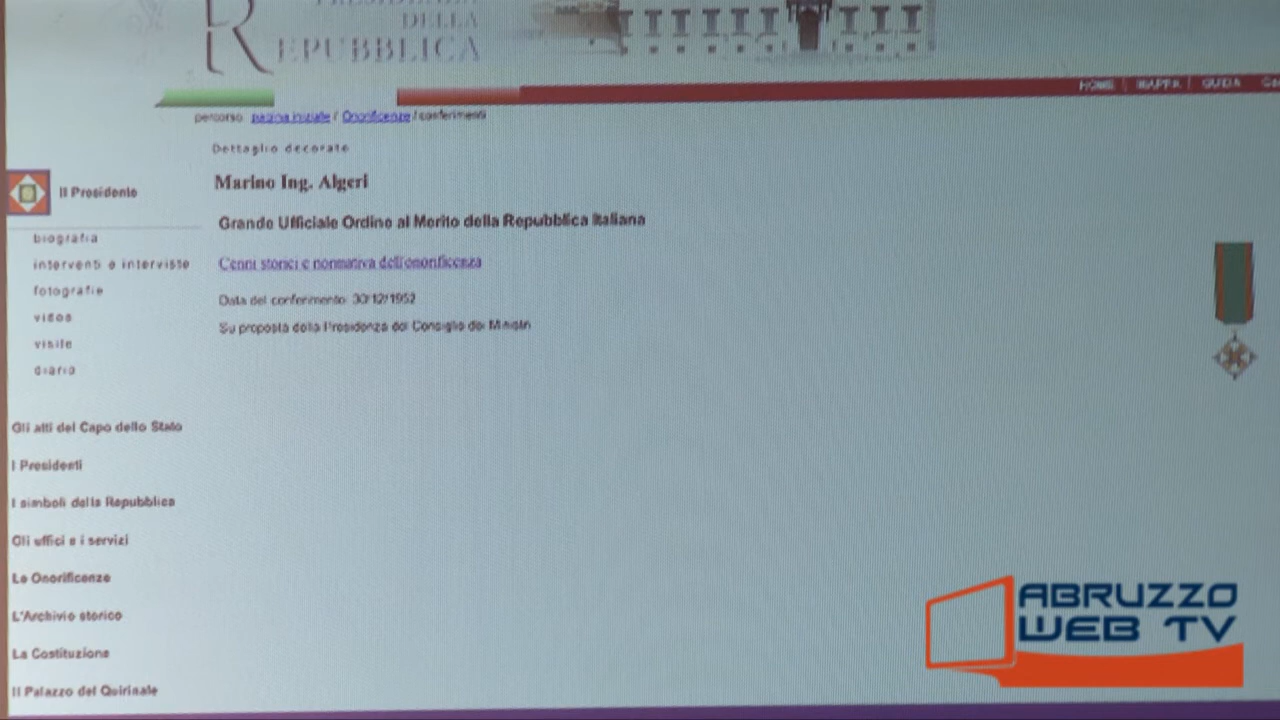 DELLA
REPUBBLICA
HOME | MAPPA | GUIDA
percorso: pagina iniziale / Onorificenze / conferimenti
Dettaglio decorato
Marino Ing. Algeri
Grande Ufficiale Ordine al Merito della Repubblica Italiana
Cenni storici e normativa dell'onorificenza
Data del conferimento: 30/12/1952
Su proposta della Presidenza del Consiglio dei Ministri
Il Presidente
biografia
interventi e interviste
fotografie
video
visite
diario
Gli atti del Capo dello Stato
I Presidenti
I simboli della Repubblica
Gli uffici e i servizi
Le Onorificenze
L'Archivio storico
La Costituzione
Il Palazzo del Quirinale
ABRUZZO
WEB TV